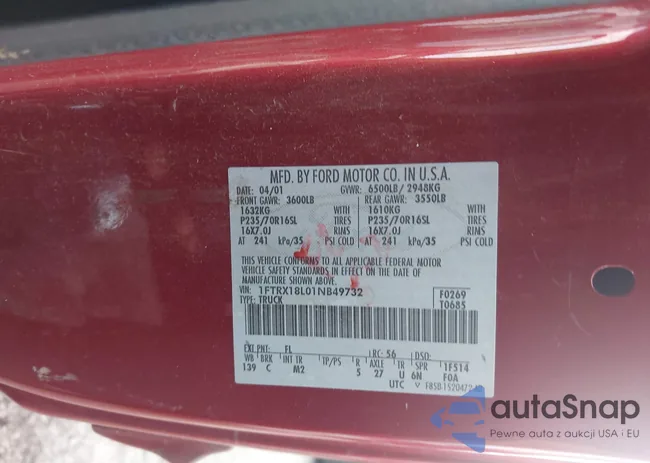 MFD. BY FORD MOTOR CO. IN U.S.A.
DATE: 04/01 GVWR: 6500LB/ 2948KG
FRONT GAWR: 3600LB REAR GAWR: 3550LB
1632KG WITH 1610KG WITH
P235/70R16SL TIRES P235/70R16SL TIRES
16X7.0J RIMS 16X7.0J RIMS
AT 241 kPa/35 PSI COLD AT 241 kPa/35 PSI COLD
THIS VEHICLE CONFORMS TO ALL APPLICABLE FEDERAL MOTOR
VEHICLE SAFETY STANDARDS IN EFFECT ON THE DATE OF
MANUFACTURE SHOWN ABOVE.
VIN: 1FTRX18L01NB49732 F0269
TYPE: TRUCK T0685
EXT PNT: FL RC: 56 DSO:
WB BRK INT TR TP/PS R AXLE TR SPR 1F514
139 C M2 5 27 U 6N F0A
UTC
autaSnap
Pewne auta z aukcji USA i EU